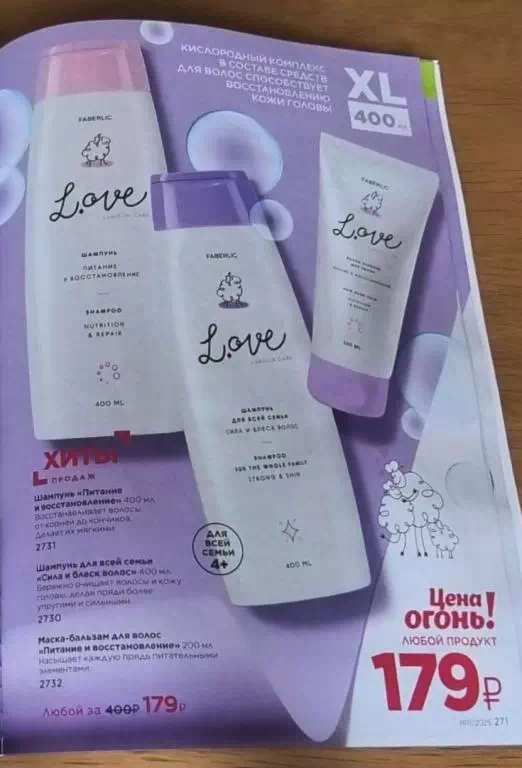 КИСЛОРОДНЫЙ КОМПЛЕКС
В СОСТАВЕ СРЕДСТВ
ДЛЯ ВОЛОС СПОСОБСТВУЕТ
ВОССТАНОВЛЕНИЮ
КОЖИ ГОЛОВЫ
XL
400 мл
FABERLIC
Love
ШАМПУНЬ
ПИТАНИЕ
И ВОССТАНОВЛЕНИЕ
SHAMPOO
NUTRITION
& REPAIR
400 ML
FABERLIC
Love
ШАМПУНЬ
ДЛЯ ВСЕЙ СЕМЬИ
СИЛА И БЛЕСК ВОЛОС
SHAMPOO
FOR THE WHOLE FAMILY
STRONG & SHIN
400 ML
FABERLIC
Love
ХИТЫ
ПРОДАЖ
Шампунь «Питание
и восстановление» 400 мл
Восстанавливает волосы
от корней до кончиков.
Делает их мягкими.
2731
Шампунь для всей семьи
«Сила и блеск волос» 400 мл
Бережно очищает волосы и кожу
головы, делая пряди более
упругими и сильными.
2730
Маска-бальзам для волос
«Питание и восстановление» 200 мл
Насыщает каждую прядь питательными
элементами.
2732
Любой за 400₽ 179₽
ДЛЯ
ВСЕЙ
СЕМЬИ
4+
Цена
огонь!
ЛЮБОЙ ПРОДУКТ
179₽
271